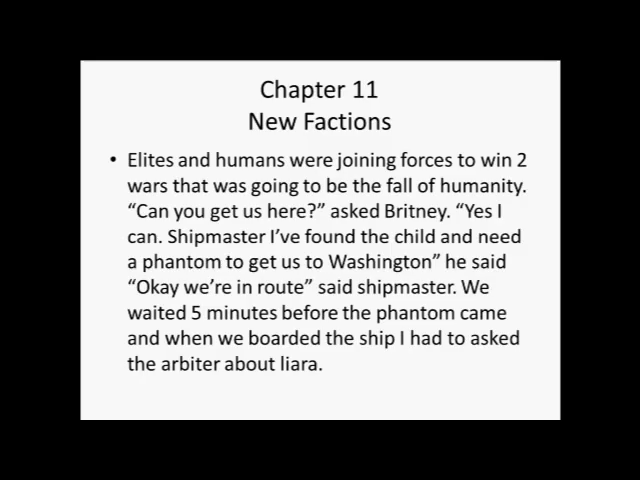 Chapter 11
New Factions
• Elites and humans were joining forces to win 2
wars that was going to be the fall of humanity.
“Can you get us here?” asked Britney. “Yes I
can. Shipmaster I’ve found the child and need
a phantom to get us to Washington” he said
“Okay we’re in route” said shipmaster. We
waited 5 minutes before the phantom came
and when we boarded the ship I had to asked
the arbiter about liara.